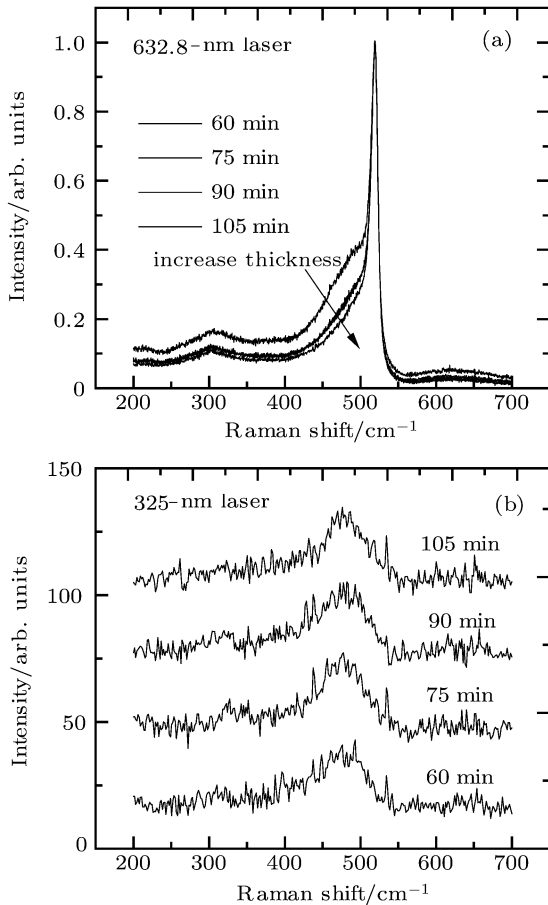 632.8-nm laser
(a)
60 min
75 min
90 min
105 min
increase thickness
1.0
0.8
0.6
0.4
0.2
0
Intensity/arb. units
200 300 400 500 600 700
Raman shift/cm⁻¹
325-nm laser
(b)
105 min
90 min
75 min
60 min
150
100
50
0
Intensity/arb. units
200 300 400 500 600 700
Raman shift/cm⁻¹